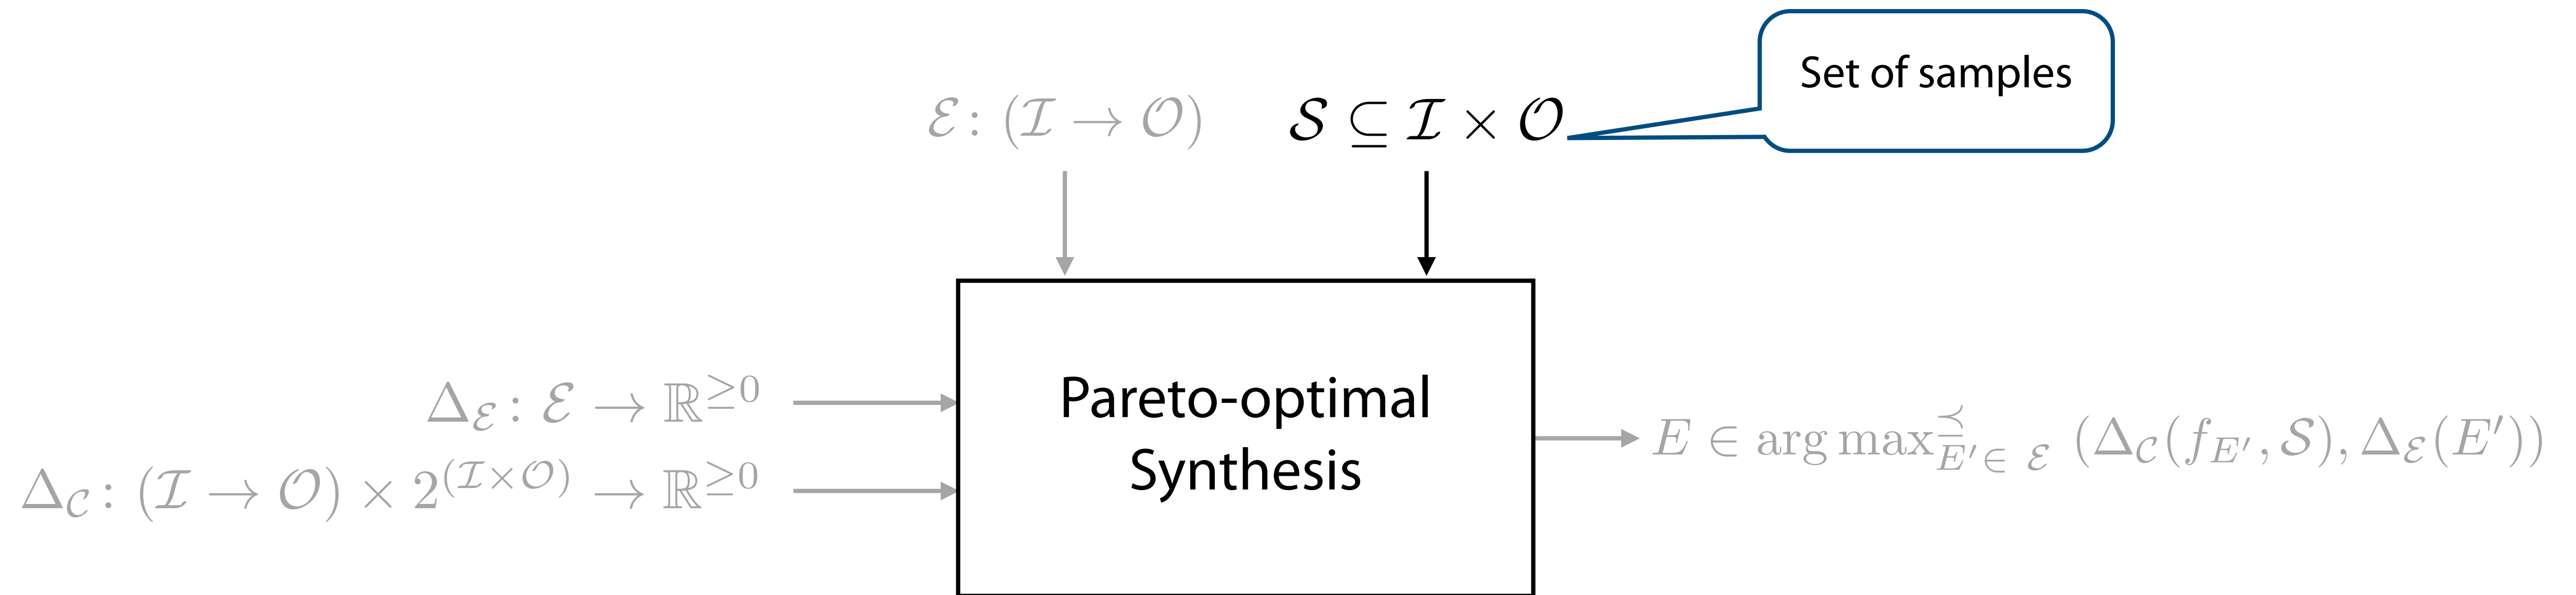 Set of samples
ℰ : (ℐ → 𝒪)
𝒮 ⊆ ℐ × 𝒪
Pareto-optimal
Synthesis
Δ_ℰ : ℰ → ℝ^{≥0}
Δ_𝒞 : (ℐ → 𝒪) × 2^{(ℐ×𝒪)} → ℝ^{≥0}
E ∈ arg max^{⪯}_{E′∈ ℰ} (Δ_𝒞(f_{E′}, 𝒮), Δ_ℰ(E′))